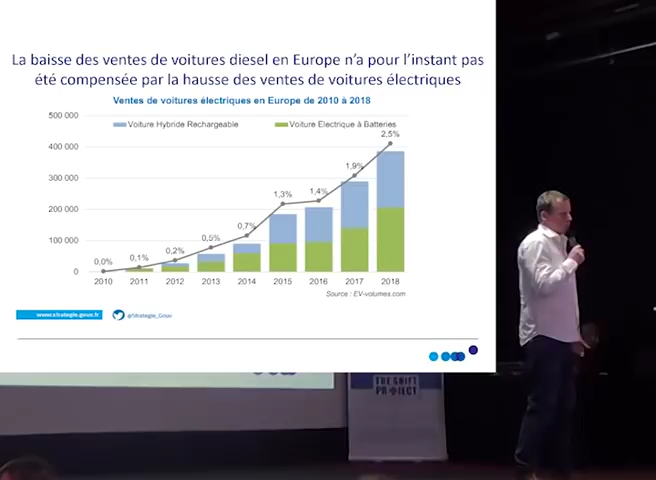 La baisse des ventes de voitures diesel en Europe n'a pour l'instant pas
été compensée par la hausse des ventes de voitures électriques
Ventes de voitures électriques en Europe de 2010 à 2018
500 000
Voiture Hybride Rechargeable
Voiture Electrique à Batteries
2,5%
400 000
1,9%
300 000
1,3%
1,4%
200 000
0,7%
0,5%
100 000
0,0%
0,1%
0,2%
0
2010 2011 2012 2013 2014 2015 2016 2017 2018
Source : EV-volumes.com
www.strategie.gouv.fr
@Strategie_Gouv
THE SHIFT
PROJECT